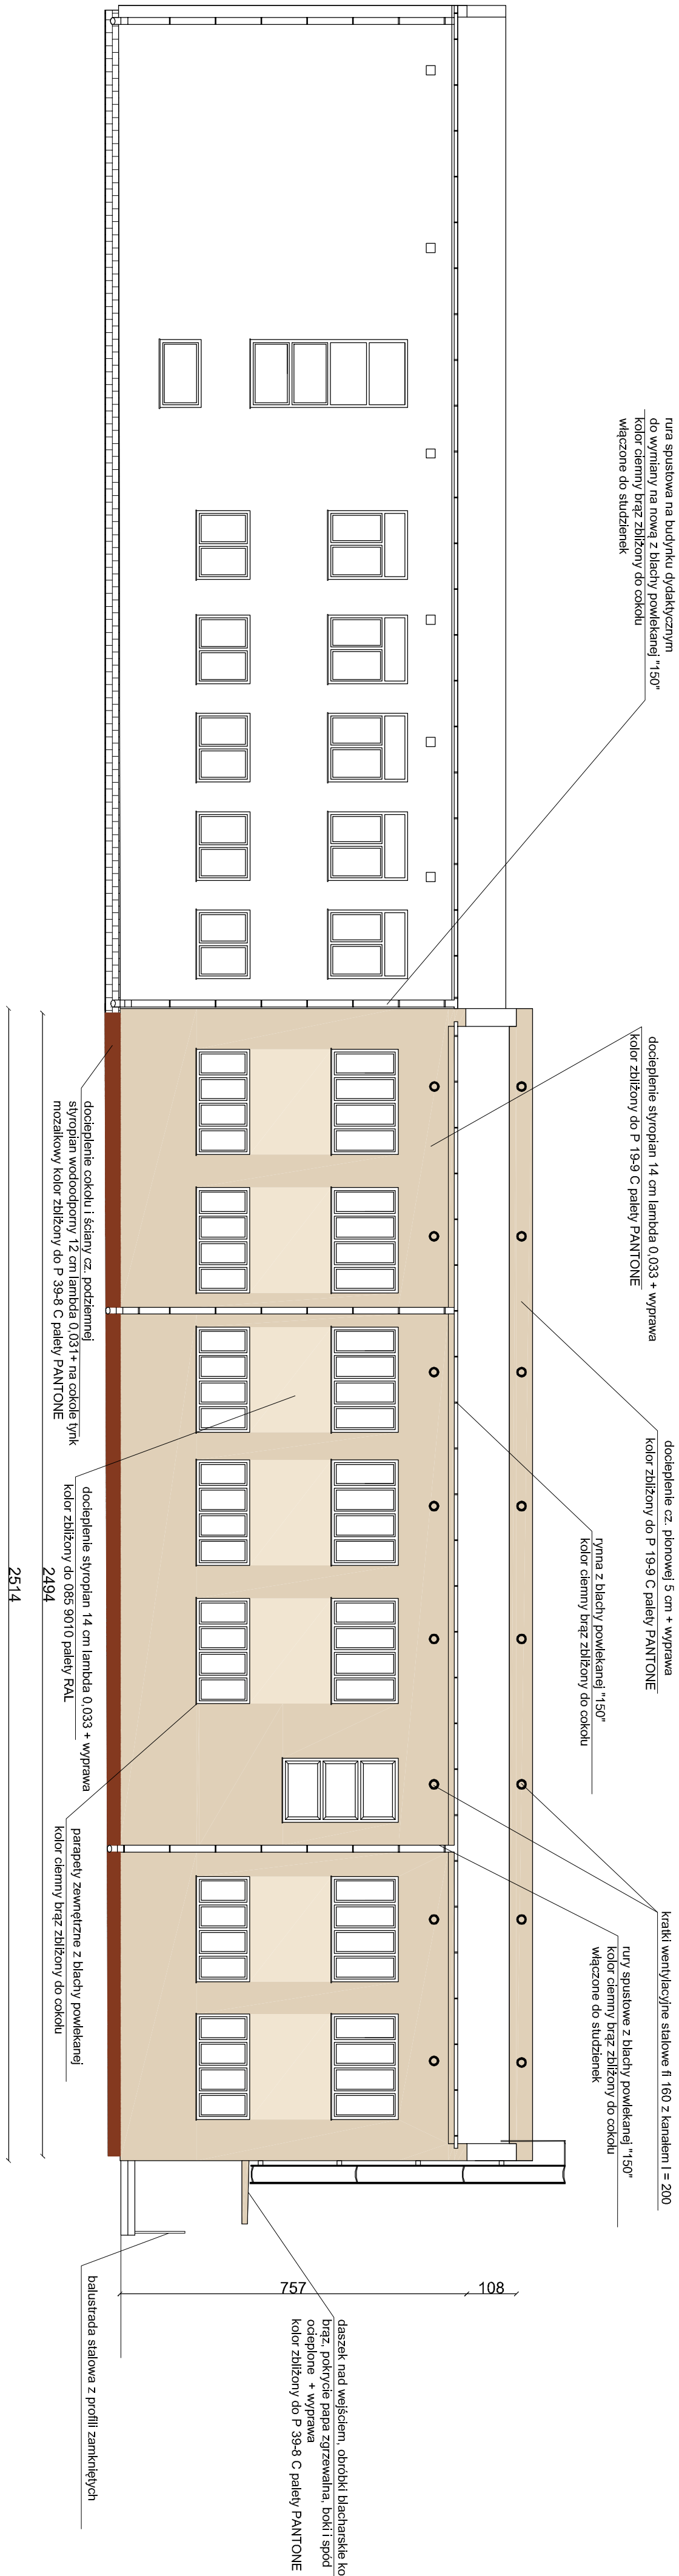 rura spustowa na budynku dydaktycznym
do wymiany na nową z blachy powlekanej "150"
kolor ciemny brąz zbliżony do cokołu
włączone do studzienek
docieplenie styropian 14 cm lambda 0,033 + wyprawa
kolor zbliżony do P 19-9 C palety PANTONE
docieplenie cz. pionowej 5 cm + wyprawa
kolor zbliżony do P 19-9 C palety PANTONE
rynna z blachy powlekanej "150"
kolor ciemny brąz zbliżony do cokołu
kratki wentylacyjne stalowe fi 160 z kanałem l = 200
rury spustowe z blachy powlekanej "150"
kolor ciemny brąz zbliżony do cokołu
włączone do studzienek
daszek nad wejściem, obróbki blacharskie ko
brąz, pokrycie papa zgrzewalna, boki i spód
ocieplone + wyprawa
kolor zbliżony do P 39-8 C palety PANTONE
docieplenie cokołu i ściany cz. podziemnej
styropian wodoodporny 12 cm lambda 0,031+ na cokole tynk
mozaikowy kolor zbliżony do P 39-8 C palety PANTONE
docieplenie styropian 14 cm lambda 0,033 + wyprawa
kolor zbliżony do 085 9010 palety RAL
parapety zewnętrzne z blachy powlekanej
kolor ciemny brąz zbliżony do cokołu
balustrada stalowa z profili zamkniętych
757
108
2494
2514